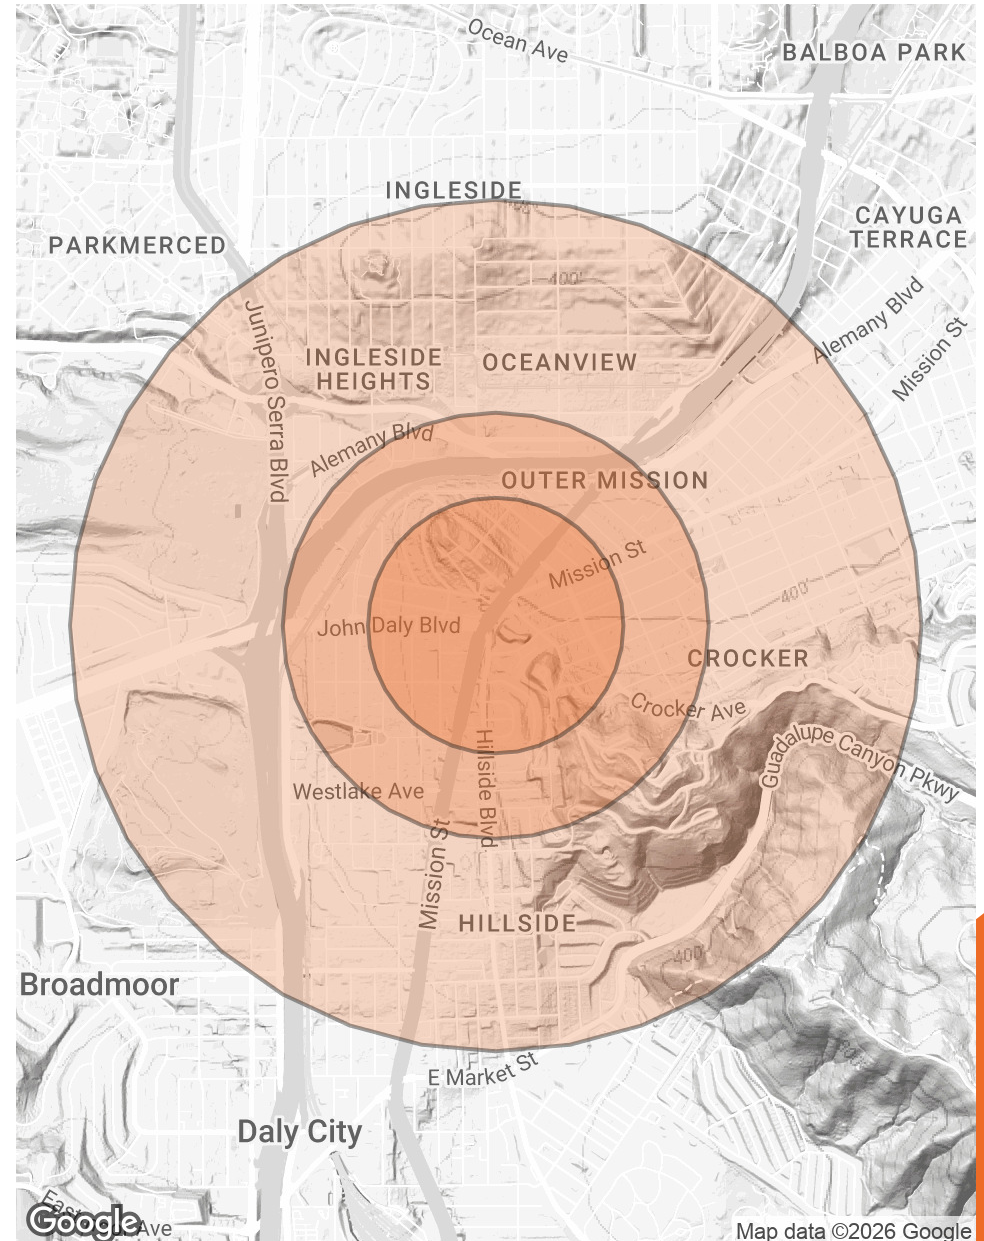 Ocean Ave
BALBOA PARK
INGLESIDE
CAYUGA
TERRACE
PARKMERCED
400'
Alemany Blvd
Junipero Serra Blvd
Mission St
INGLESIDE
HEIGHTS
OCEANVIEW
Alemany Blvd
OUTER MISSION
Mission St
400'
John Daly Blvd
CROCKER
Crocker Ave
Guadalupe Canyon Pkwy
Hillside Blvd
Westlake Ave
Mission St
HILLSIDE
400'
Broadmoor
E Market St
Daly City
Google
Ave
Map data ©2026 Google